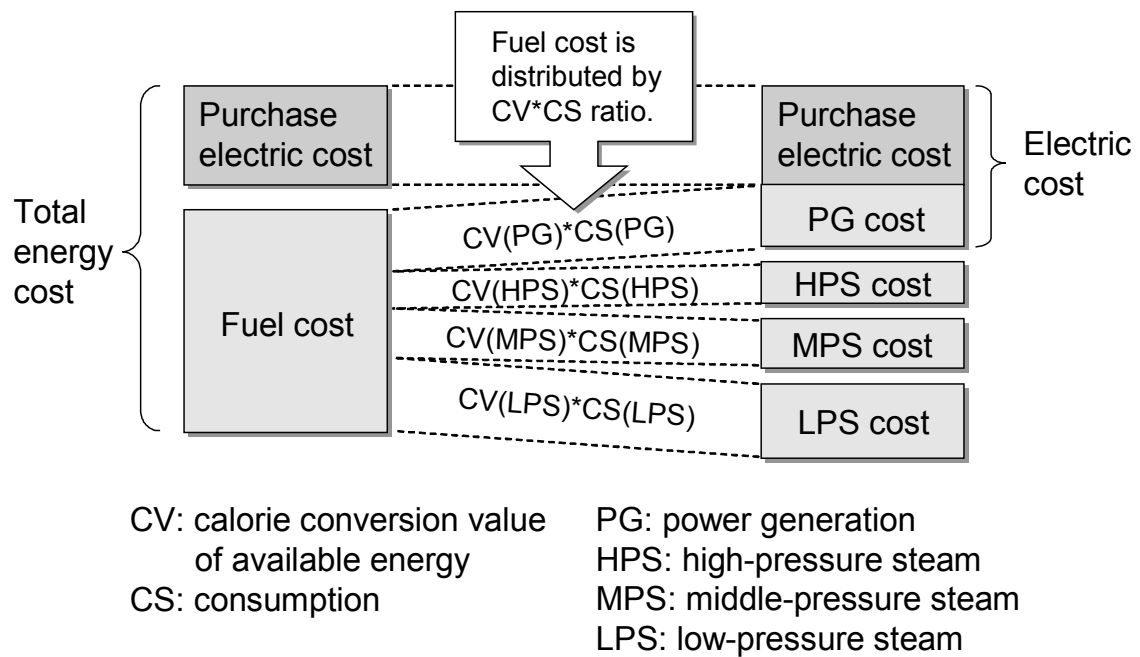 Fuel cost is
distributed by
CV*CS ratio.
Purchase
electric cost
Purchase
electric cost
Electric
cost
Total
energy
cost
PG cost
CV(PG)*CS(PG)
HPS cost
CV(HPS)*CS(HPS)
Fuel cost
MPS cost
CV(MPS)*CS(MPS)
LPS cost
CV(LPS)*CS(LPS)
CV: calorie conversion value
of available energy
CS: consumption
PG: power generation
HPS: high-pressure steam
MPS: middle-pressure steam
LPS: low-pressure steam